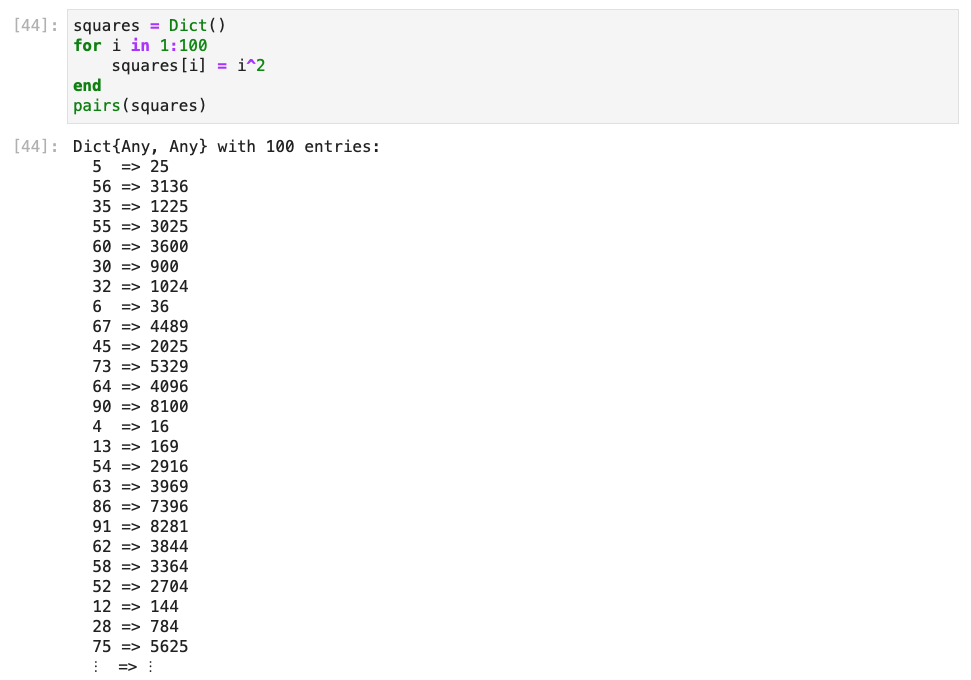 [44]: squares = Dict()
for i in 1:100
    squares[i] = i^2
end
pairs(squares)
[44]: Dict{Any, Any} with 100 entries:
  5  => 25
  56 => 3136
  35 => 1225
  55 => 3025
  60 => 3600
  30 => 900
  32 => 1024
  6  => 36
  67 => 4489
  45 => 2025
  73 => 5329
  64 => 4096
  90 => 8100
  4  => 16
  13 => 169
  54 => 2916
  63 => 3969
  86 => 7396
  91 => 8281
  62 => 3844
  58 => 3364
  52 => 2704
  12 => 144
  28 => 784
  75 => 5625
  ⋮  => ⋮